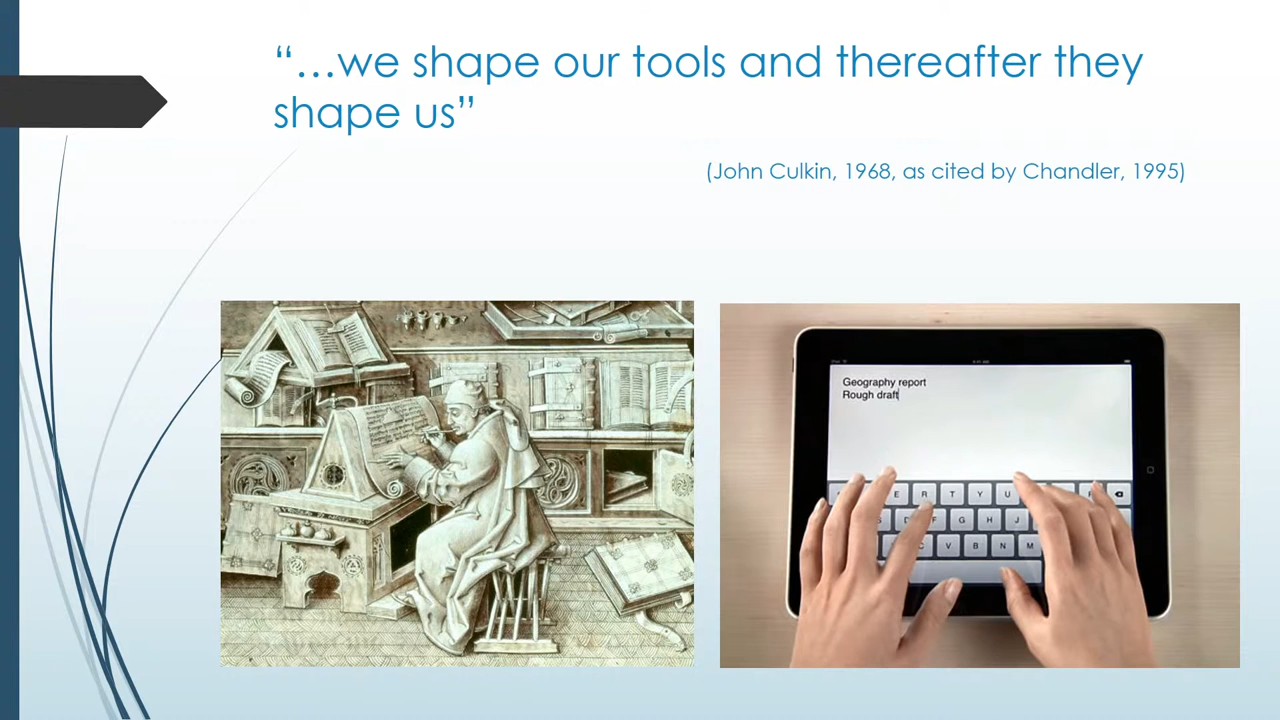 “…we shape our tools and thereafter they
shape us”
(John Culkin, 1968, as cited by Chandler, 1995)
Geography report
Rough draft
E R T Y U
D F G H J
C V B N M